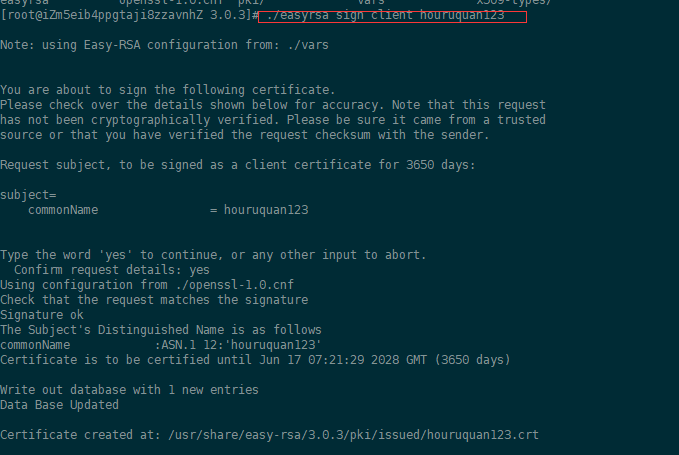 easyrsa openssl-1.0.cnf pki/ vars x509-types/
[root@iZm5eib4ppgtaji8zzavnhZ 3.0.3]# ./easyrsa sign client houruquan123
Note: using Easy-RSA configuration from: ./vars
You are about to sign the following certificate.
Please check over the details shown below for accuracy. Note that this request
has not been cryptographically verified. Please be sure it came from a trusted
source or that you have verified the request checksum with the sender.
Request subject, to be signed as a client certificate for 3650 days:
subject=
commonName = houruquan123
Type the word 'yes' to continue, or any other input to abort.
Confirm request details: yes
Using configuration from ./openssl-1.0.cnf
Check that the request matches the signature
Signature ok
The Subject's Distinguished Name is as follows
commonName :ASN.1 12:'houruquan123'
Certificate is to be certified until Jun 17 07:21:29 2028 GMT (3650 days)
Write out database with 1 new entries
Data Base Updated
Certificate created at: /usr/share/easy-rsa/3.0.3/pki/issued/houruquan123.crt